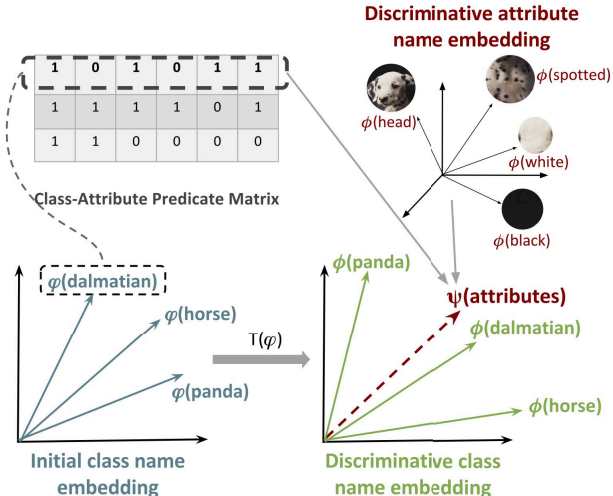 Discriminative attribute
name embedding
1 0 1 0 1 1
1 1 1 1 0 1
1 1 0 0 0 0
Class-Attribute Predicate Matrix
ϕ(head)
ϕ(spotted)
ϕ(white)
ϕ(black)
φ(dalmatian)
φ(horse)
φ(panda)
Initial class name
embedding
T(φ)
ϕ(panda)
ψ(attributes)
ϕ(dalmatian)
ϕ(horse)
Discriminative class
name embedding